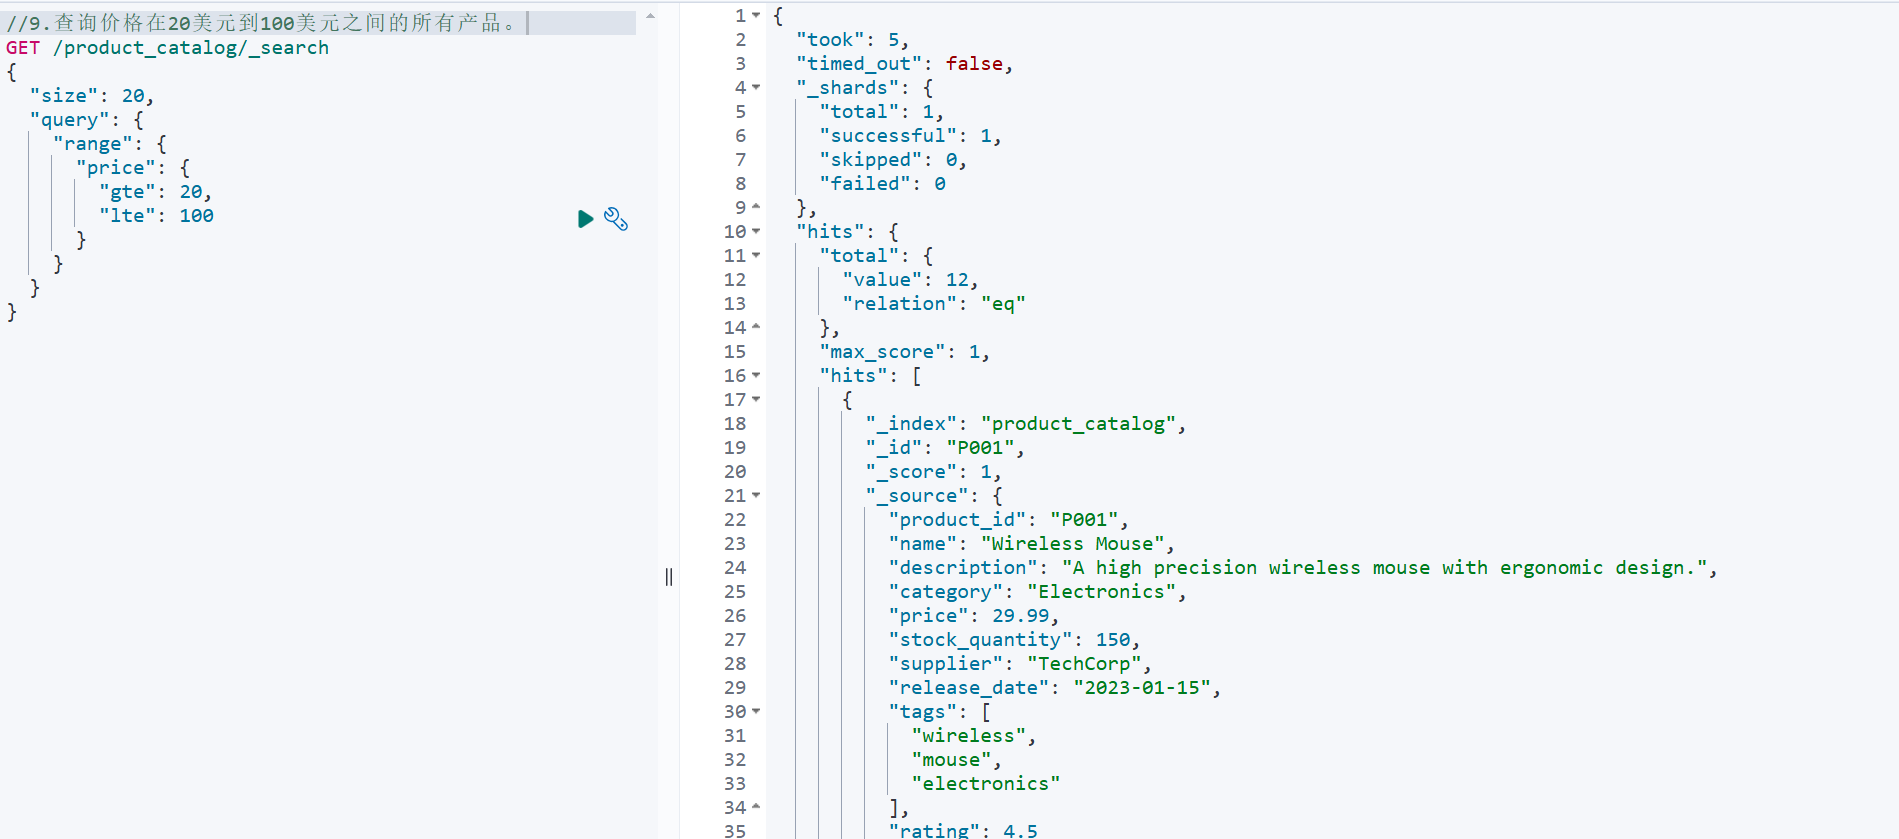 //9.查询价格在20美元到100美元之间的所有产品。
GET /product_catalog/_search
{
  "size": 20,
  "query": {
    "range": {
      "price": {
        "gte": 20,
        "lte": 100
      }
    }
  }
}
1 {
2   "took": 5,
3   "timed_out": false,
4   "_shards": {
5     "total": 1,
6     "successful": 1,
7     "skipped": 0,
8     "failed": 0
9   },
10   "hits": {
11     "total": {
12       "value": 12,
13       "relation": "eq"
14     },
15     "max_score": 1,
16     "hits": [
17       {
18         "_index": "product_catalog",
19         "_id": "P001",
20         "_score": 1,
21         "_source": {
22           "product_id": "P001",
23           "name": "Wireless Mouse",
24           "description": "A high precision wireless mouse with ergonomic design.",
25           "category": "Electronics",
26           "price": 29.99,
27           "stock_quantity": 150,
28           "supplier": "TechCorp",
29           "release_date": "2023-01-15",
30           "tags": [
31             "wireless",
32             "mouse",
33             "electronics"
34           ],
35           "rating": 4.5